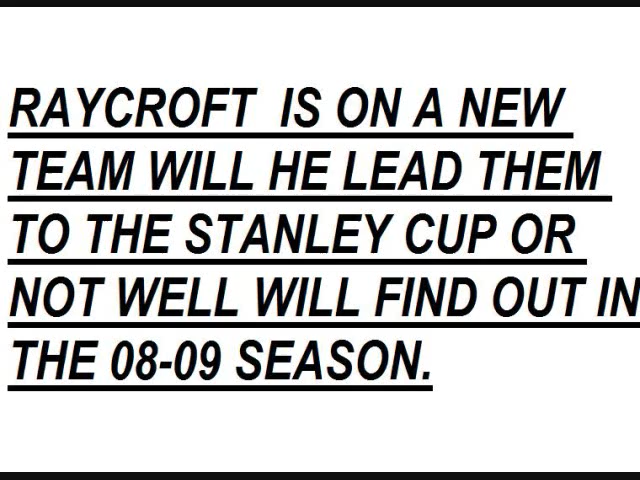 RAYCROFT IS ON A NEW
TEAM WILL HE LEAD THEM
TO THE STANLEY CUP OR
NOT WELL WILL FIND OUT IN
THE 08-09 SEASON.